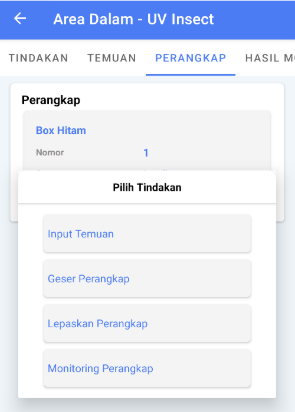 Area Dalam - UV Insect
TINDAKAN TEMUAN PERANGKAP HASIL
Perangkap
Box Hitam
Nomor 1
Pilih Tindakan
Input Temuan
Geser Perangkap
Lepaskan Perangkap
Monitoring Perangkap